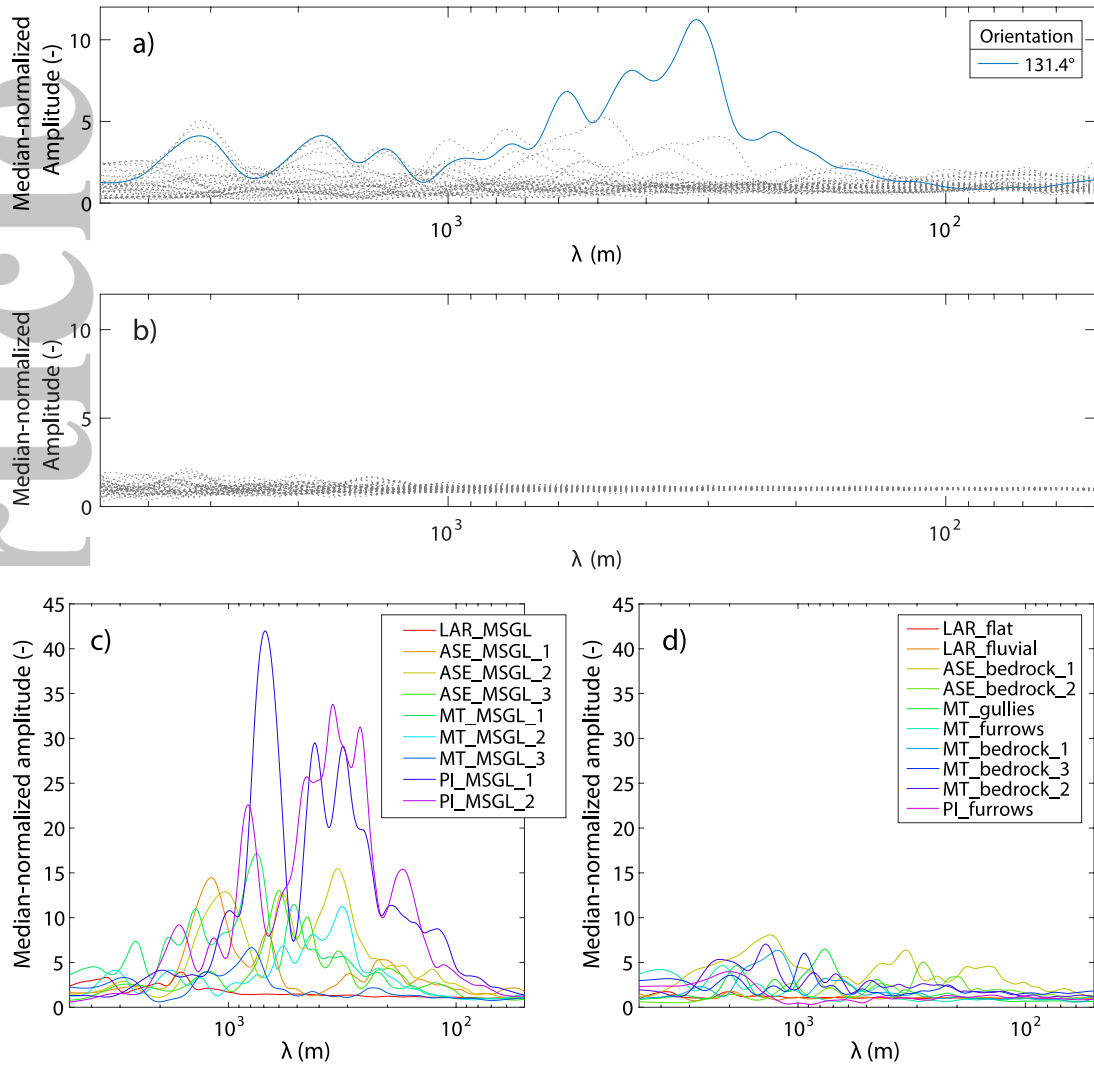 a)
Median-normalized
Amplitude (-)
10
5
0
Orientation
131.4°
10³
10²
λ (m)
b)
Median-normalized
Amplitude (-)
10
5
0
10³
10²
λ (m)
c)
Median-normalized amplitude (-)
45
40
35
30
25
20
15
10
5
0
LAR_MSGL
ASE_MSGL_1
ASE_MSGL_2
ASE_MSGL_3
MT_MSGL_1
MT_MSGL_2
MT_MSGL_3
PI_MSGL_1
PI_MSGL_2
10³
10²
λ (m)
d)
Median-normalized amplitude (-)
45
40
35
30
25
20
15
10
5
0
LAR_flat
LAR_fluvial
ASE_bedrock_1
ASE_bedrock_2
MT_gullies
MT_furrows
MT_bedrock_1
MT_bedrock_3
MT_bedrock_2
PI_furrows
10³
10²
λ (m)